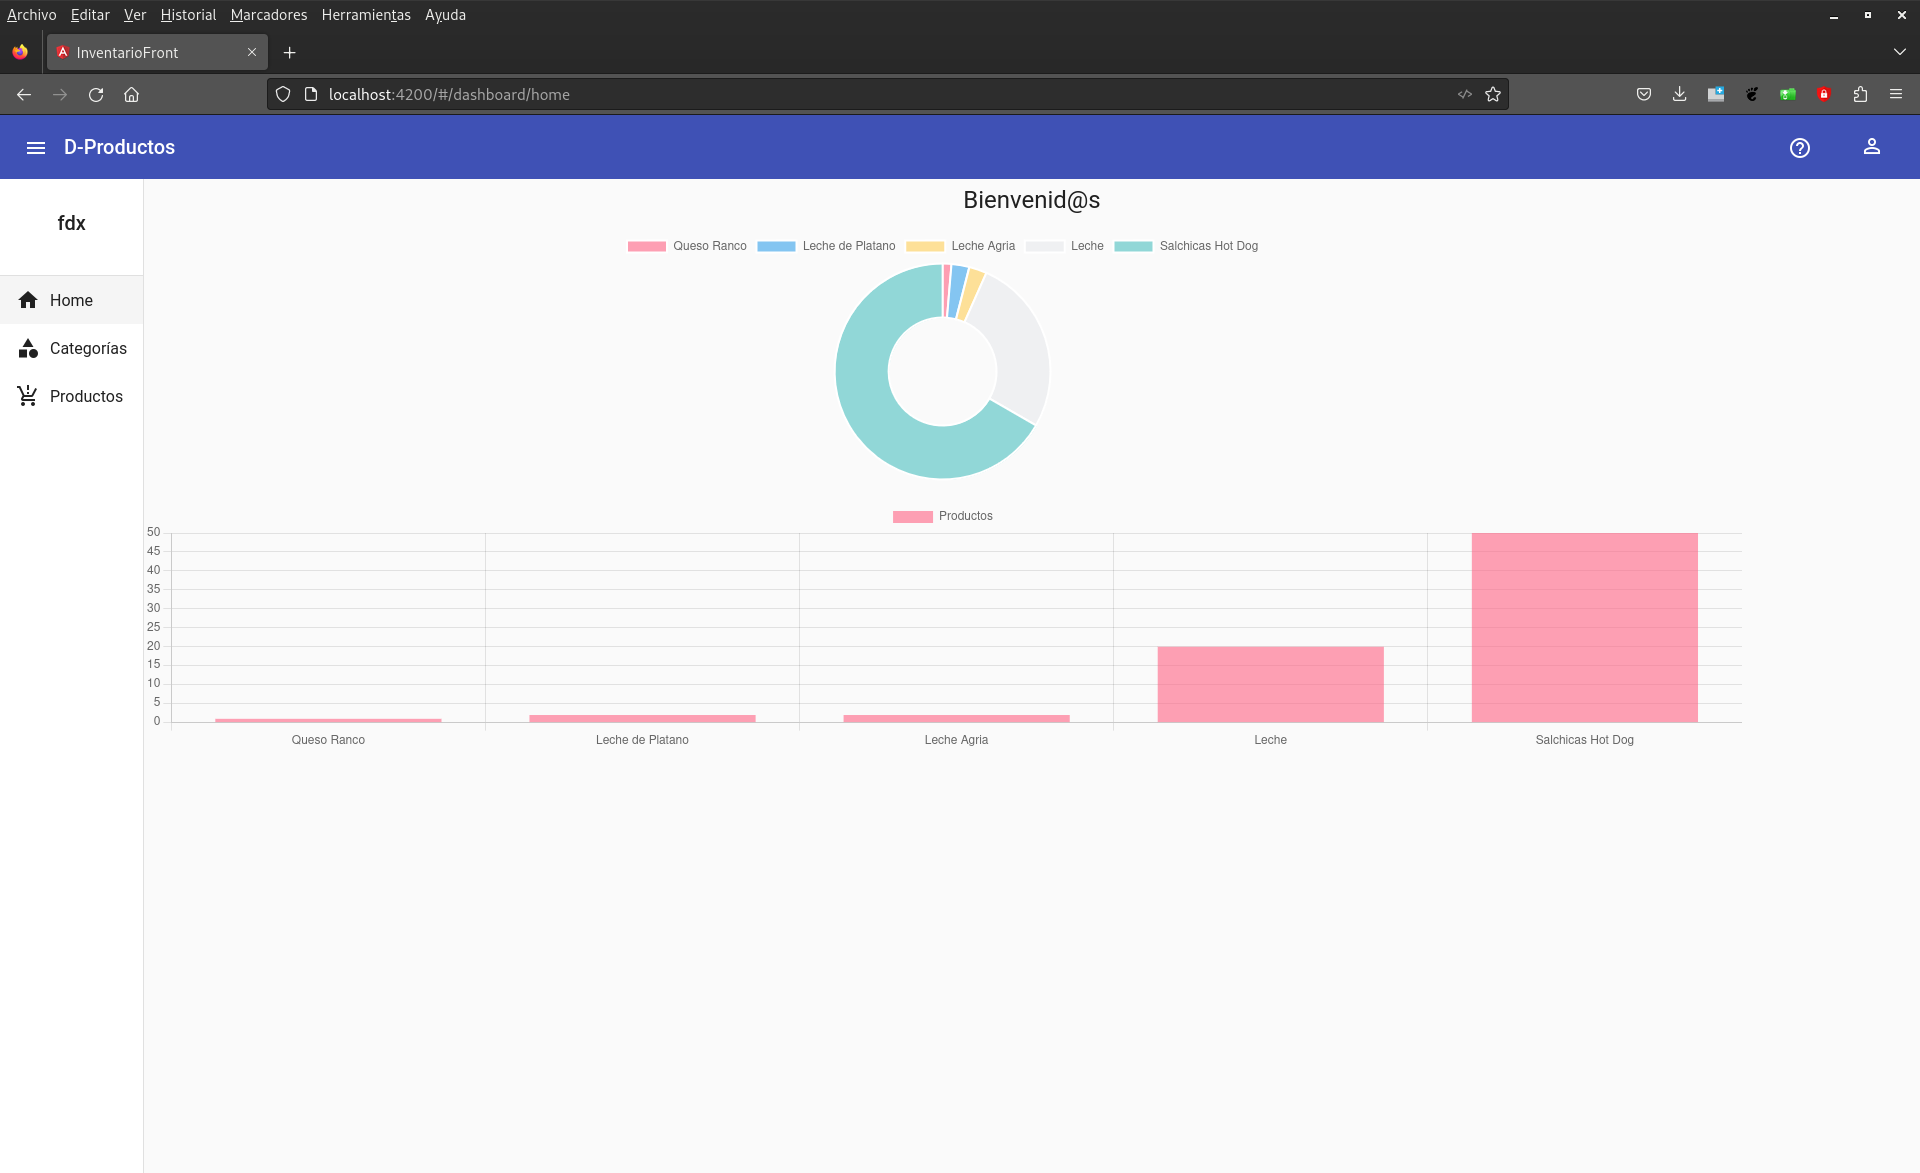 Archivo Editar Ver Historial Marcadores Herramientas Ayuda
InventarioFront
localhost:4200/#/dashboard/home
D-Productos
fdx
Home
Categorías
Productos
Bienvenid@s
Queso Ranco Leche de Platano Leche Agria Leche Salchicas Hot Dog
Productos
50
45
40
35
30
25
20
15
10
5
0
Queso Ranco Leche de Platano Leche Agria Leche Salchicas Hot Dog